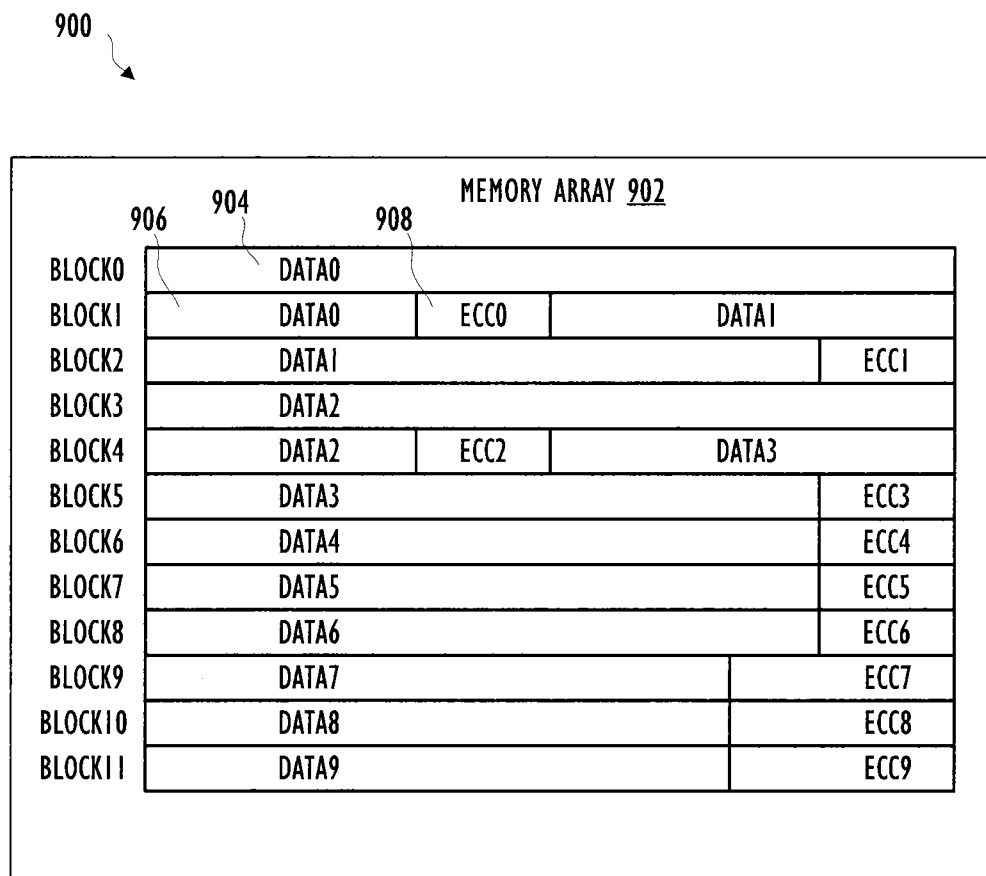 900
MEMORY ARRAY 902
906 904 908
BLOCK0 DATA0
BLOCK1 DATA0 ECC0 DATA1
BLOCK2 DATA1 ECC1
BLOCK3 DATA2
BLOCK4 DATA2 ECC2 DATA3
BLOCK5 DATA3 ECC3
BLOCK6 DATA4 ECC4
BLOCK7 DATA5 ECC5
BLOCK8 DATA6 ECC6
BLOCK9 DATA7 ECC7
BLOCK10 DATA8 ECC8
BLOCK11 DATA9 ECC9